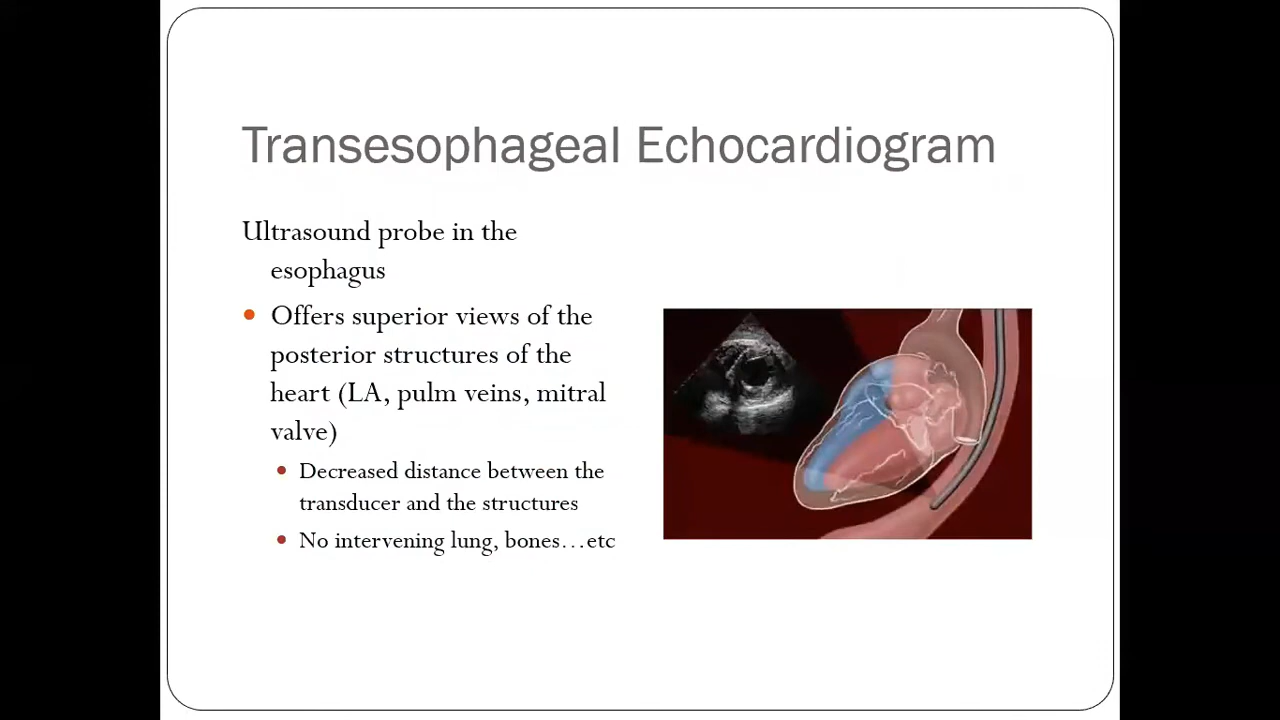 Transesophageal Echocardiogram
Ultrasound probe in the
esophagus
• Offers superior views of the
posterior structures of the
heart (LA, pulm veins, mitral
valve)
• Decreased distance between the
transducer and the structures
• No intervening lung, bones…etc